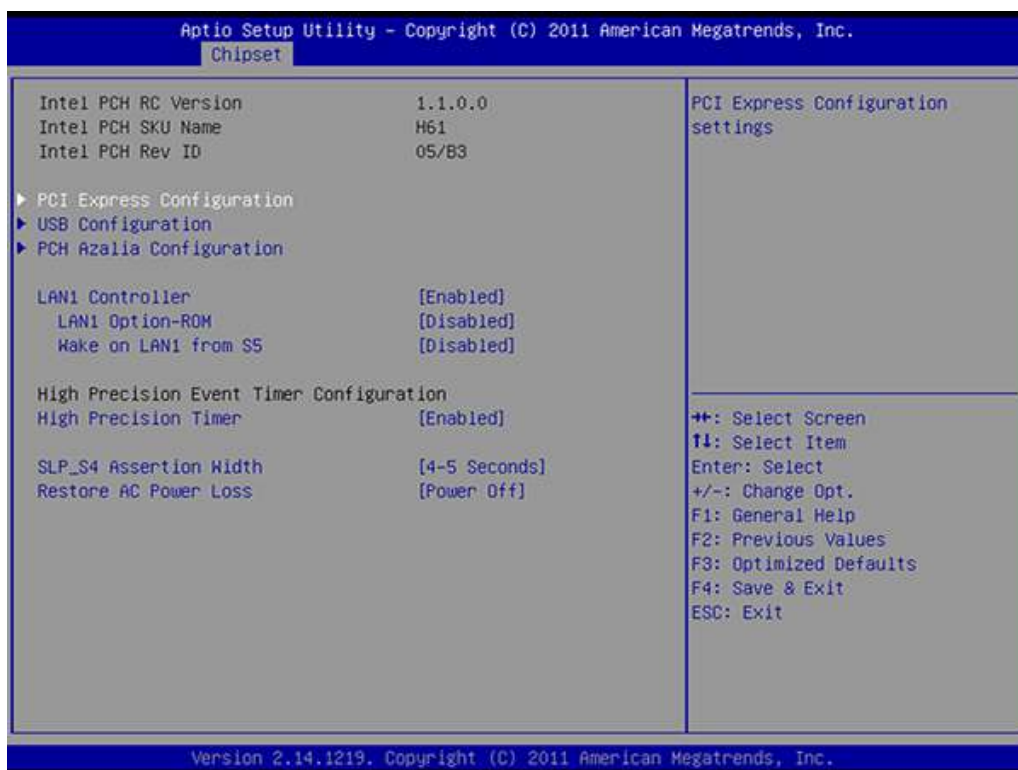 Aptio Setup Utility – Copyright (C) 2011 American Megatrends, Inc.
Chipset
Intel PCH RC Version 1.1.0.0
Intel PCH SKU Name H61
Intel PCH Rev ID 05/B3
PCI Express Configuration
USB Configuration
PCH Azalia Configuration
LAN1 Controller [Enabled]
LAN1 Option-ROM [Disabled]
Wake on LAN1 from S5 [Disabled]
High Precision Event Timer Configuration
High Precision Timer [Enabled]
SLP_S4 Assertion Width [4-5 Seconds]
Restore AC Power Loss [Power Off]
PCI Express Configuration
settings
→←: Select Screen
↑↓: Select Item
Enter: Select
+/-: Change Opt.
F1: General Help
F2: Previous Values
F3: Optimized Defaults
F4: Save & Exit
ESC: Exit
Version 2.14.1219. Copyright (C) 2011 American Megatrends, Inc.